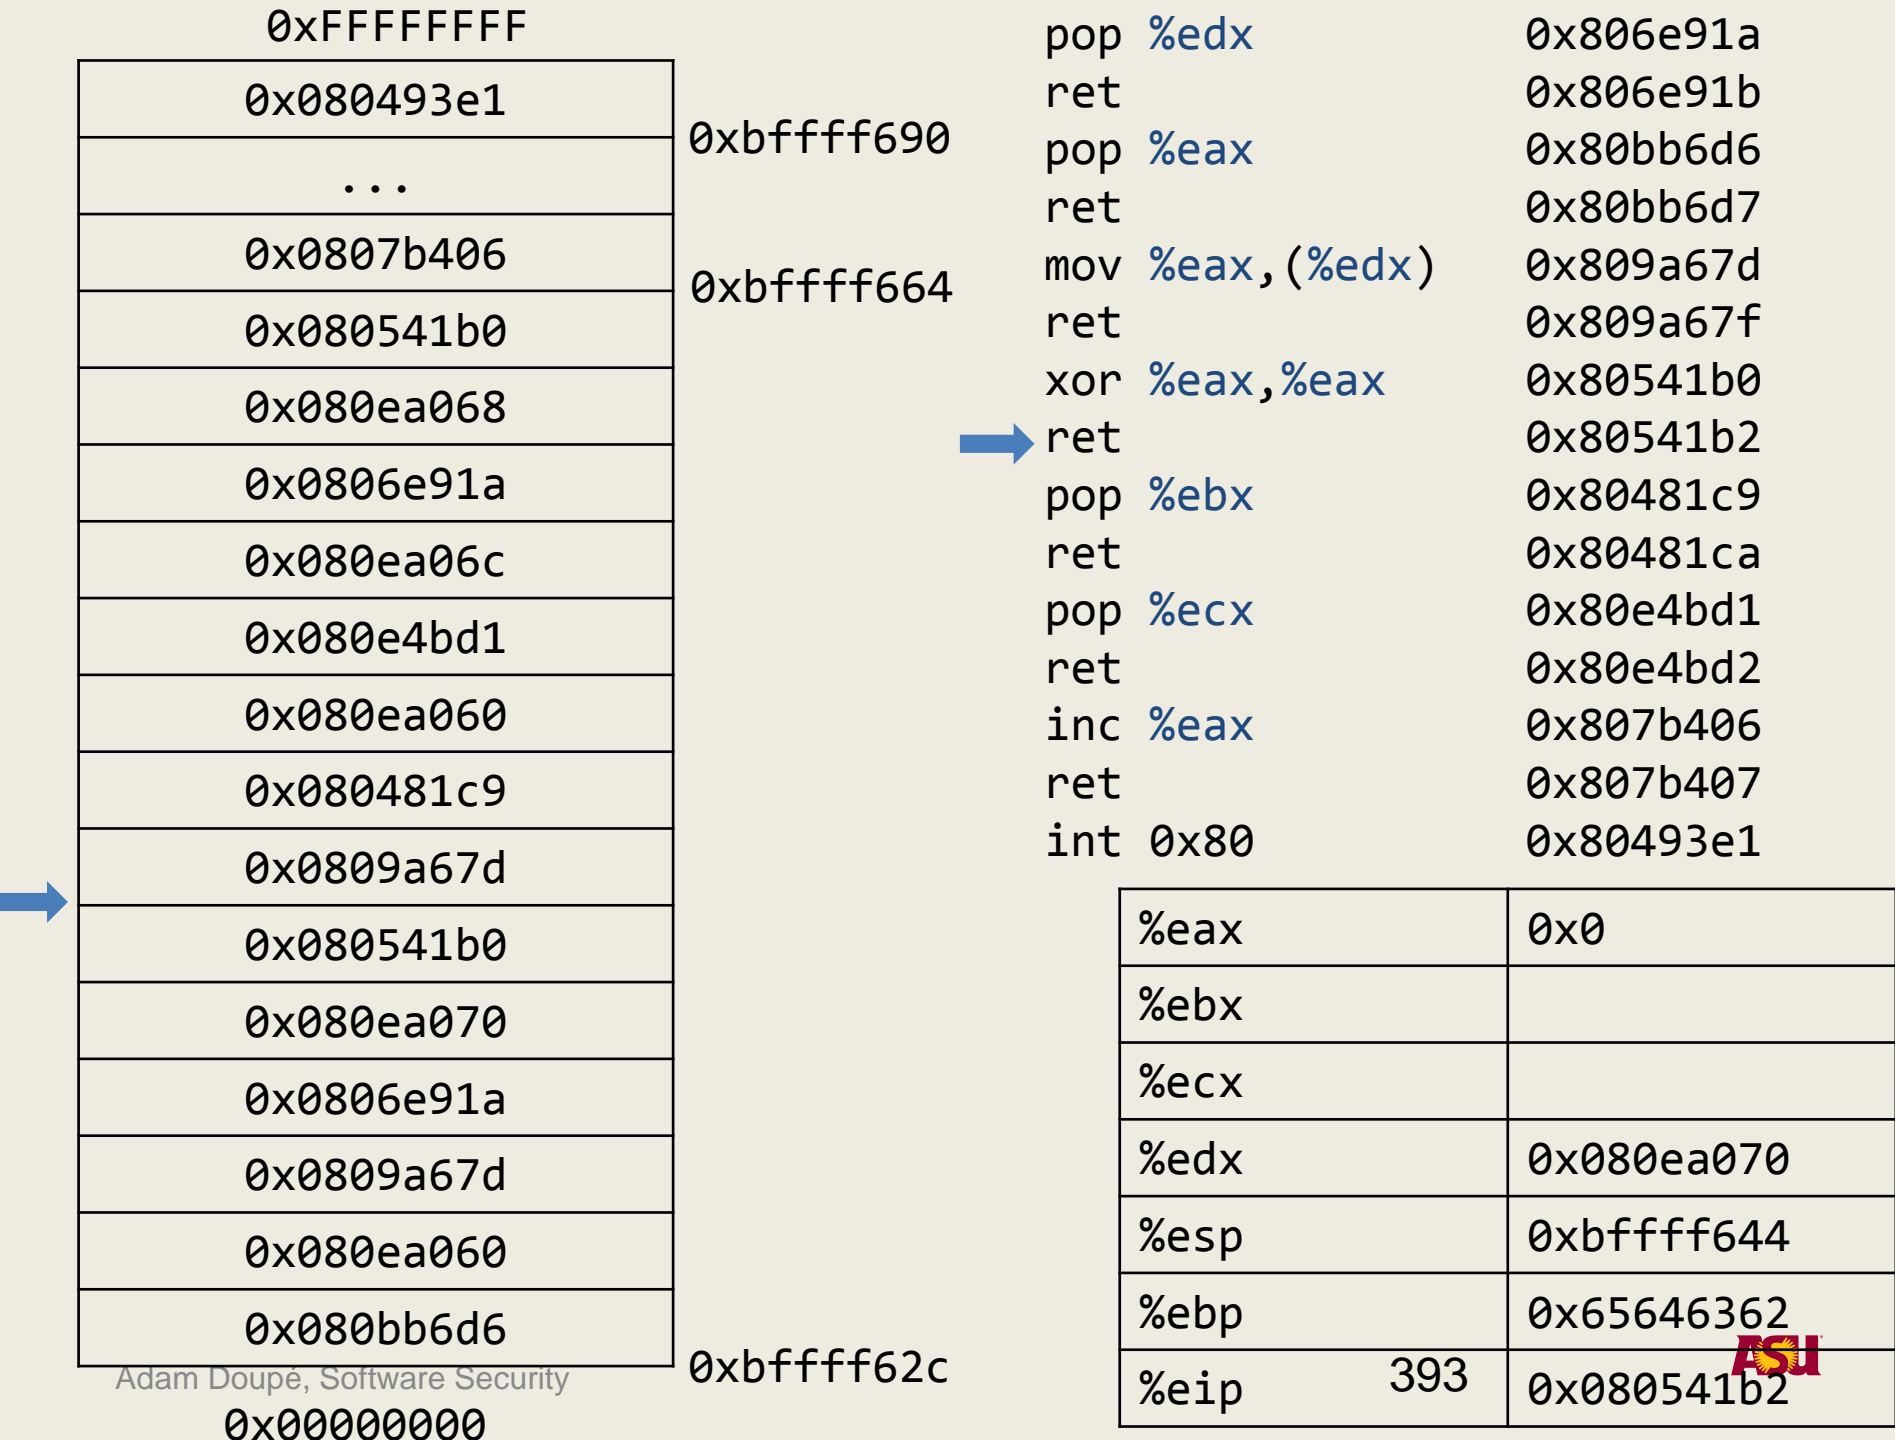 0xFFFFFFFF
0x080493e1
0xbffff690
...
0x0807b406
0xbffff664
0x080541b0
0x080ea068
0x0806e91a
0x080ea06c
0x080e4bd1
0x080ea060
0x080481c9
0x0809a67d
0x080541b0
0x080ea070
0x0806e91a
0x0809a67d
0x080ea060
0x080bb6d6
0xbffff62c
Adam Doupé, Software Security
0x00000000
pop %edx 0x806e91a
ret 0x806e91b
pop %eax 0x80bb6d6
ret 0x80bb6d7
mov %eax,(%edx) 0x809a67d
ret 0x809a67f
xor %eax,%eax 0x80541b0
ret 0x80541b2
pop %ebx 0x80481c9
ret 0x80481ca
pop %ecx 0x80e4bd1
ret 0x80e4bd2
inc %eax 0x807b406
ret 0x807b407
int 0x80 0x80493e1
%eax 0x0
%ebx
%ecx
%edx 0x080ea070
%esp 0xbffff644
%ebp 0x65646362
%eip 0x080541b2
393
ASU